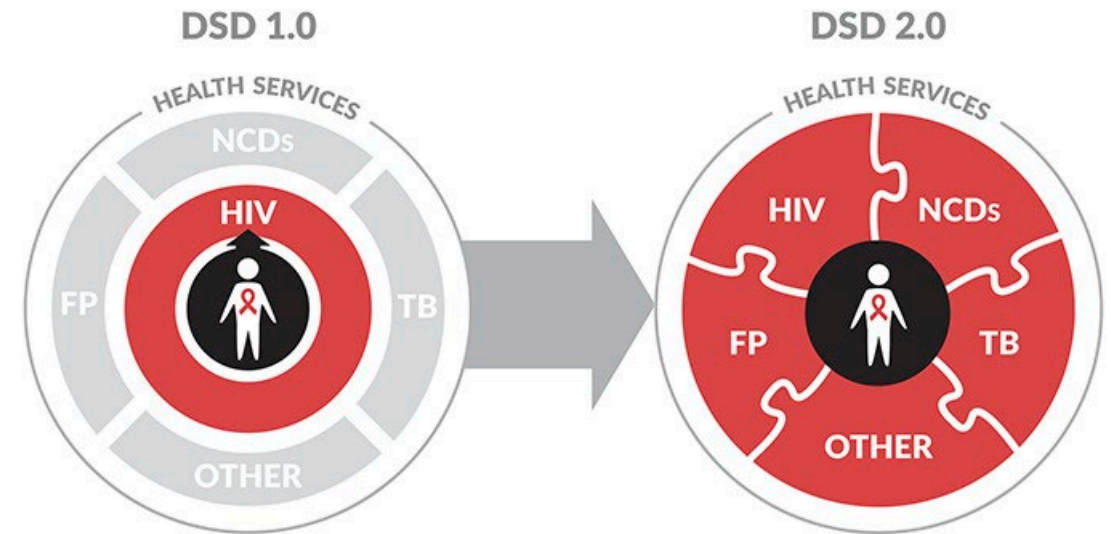 DSD 1.0
HEALTH SERVICES
NCDs
HIV
FP
TB
OTHER
DSD 2.0
HEALTH SERVICES
HIV
NCDs
FP
TB
OTHER